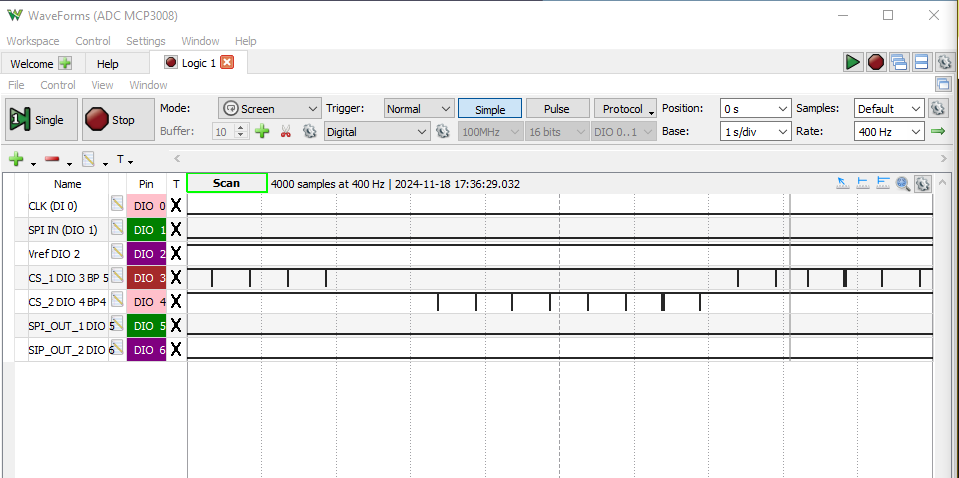 WaveForms (ADC MCP3008)
Workspace Control Settings Window Help
Welcome Help Logic 1
File Control View Window
1 Single Stop Mode: Screen Trigger: Normal Simple Pulse Protocol Position: 0 s Samples: Default
Buffer: 10 Digital 100MHz 16 bits DIO 0..1 Base: 1 s/div Rate: 400 Hz
T
Name Pin T Scan 4000 samples at 400 Hz | 2024-11-18 17:36:29.032
CLK (DI 0) DIO 0 X
SPI IN (DIO 1) DIO 1 X
Vref DIO 2 DIO 2 X
CS_1 DIO 3 BP 5 DIO 3 X
CS_2 DIO 4 BP4 DIO 4 X
SPI_OUT_1 DIO 5 DIO 5 X
SIP_OUT_2 DIO 6 DIO 6 X